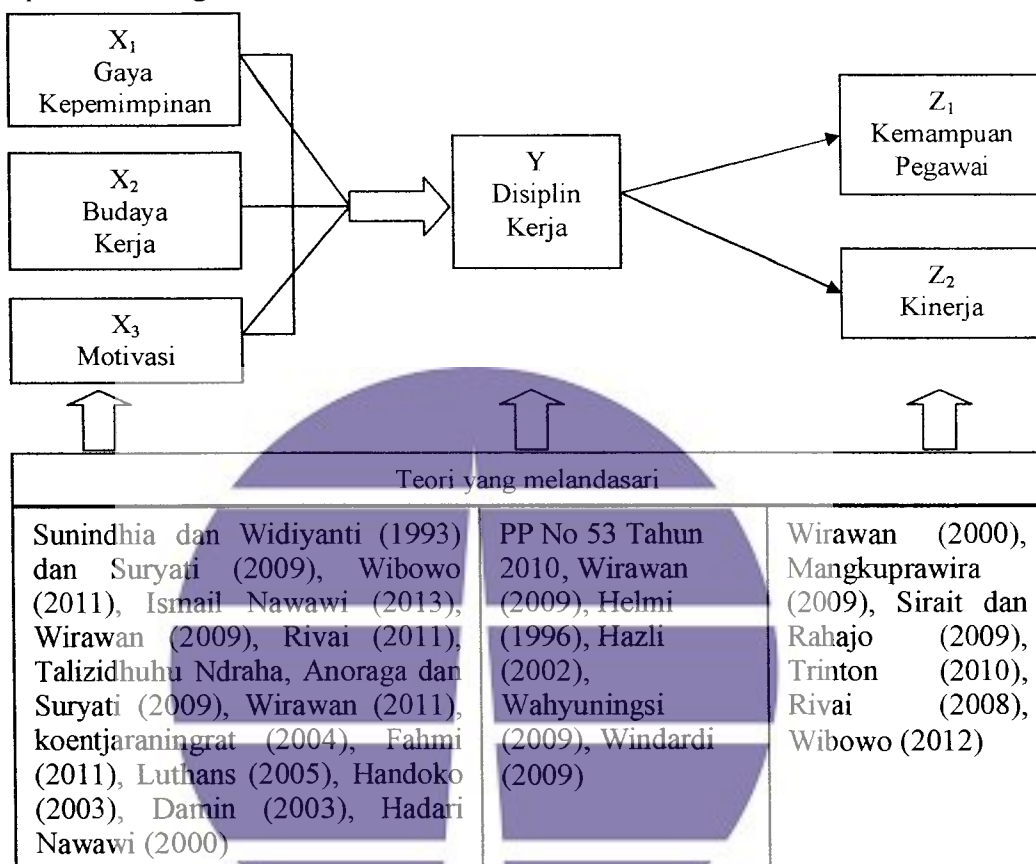 X₁
Gaya
Kepemimpinan
X₂
Budaya
Kerja
X₃
Motivasi
Y
Disiplin
Kerja
Z₁
Kemampuan
Pegawai
Z₂
Kinerja
Teori yang melandasari
Sunindhia dan Widiyanti (1993)
dan Suryati (2009), Wibowo
(2011), Ismail Nawawi (2013),
Wirawan (2009), Rivai (2011),
Talizidhuhu Ndraha, Anoraga dan
Suryati (2009), Wirawan (2011),
koentjaraningrat (2004), Fahmi
(2011), Luthans (2005), Handoko
(2003), Damin (2003), Hadari
Nawawi (2000)
PP No 53 Tahun
2010, Wirawan
(2009), Helmi
(1996), Hazli
(2002),
Wahyuningsi
(2009), Windardi
(2009)
Wirawan (2000),
Mangkuprawira
(2009), Sirait dan
Rahajo (2009),
Trinton (2010),
Rivai (2008),
Wibowo (2012)